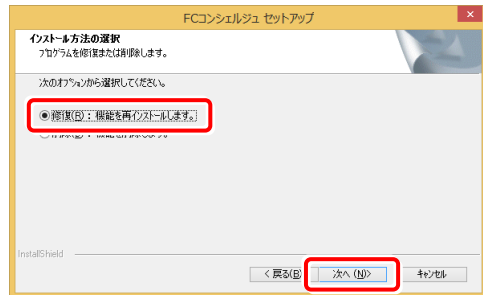 FCコンシェルジュ セットアップ
インストール方法の選択
プログラムを修復または削除します。
次のオプションから選択してください。
修復(R)： 機能を再インストールします。
InstallShield
< 戻る(B)
次へ (N)>
キャンセル